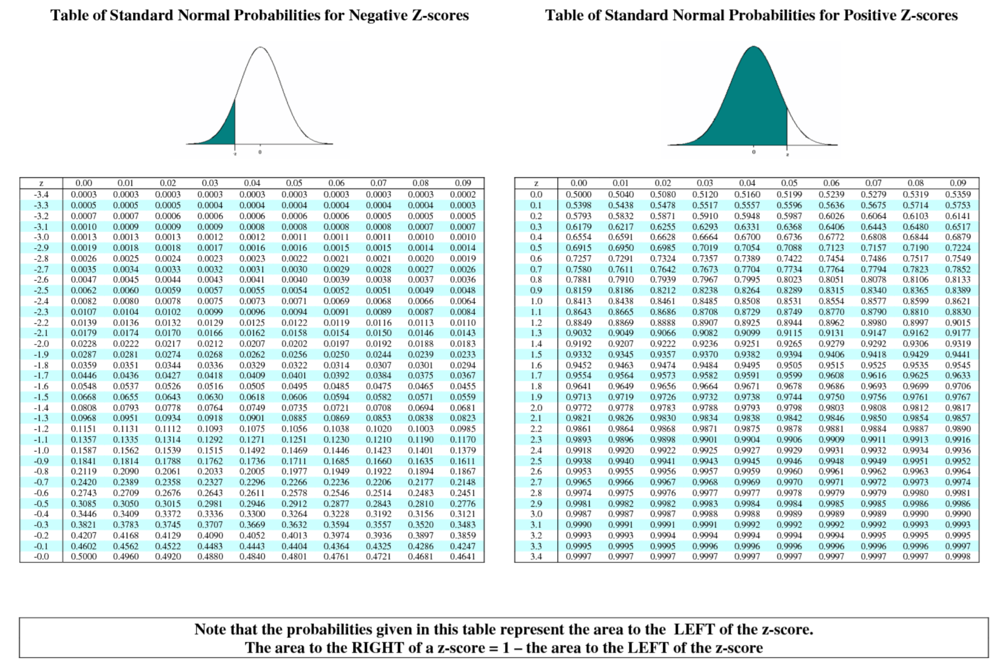 Table of Standard Normal Probabilities for Negative Z-scores
-z 0
z 0.00 0.01 0.02 0.03 0.04 0.05 0.06 0.07 0.08 0.09
-3.4 0.0003 0.0003 0.0003 0.0003 0.0003 0.0003 0.0003 0.0003 0.0003 0.0002
-3.3 0.0005 0.0005 0.0005 0.0004 0.0004 0.0004 0.0004 0.0004 0.0004 0.0003
-3.2 0.0007 0.0007 0.0006 0.0006 0.0006 0.0006 0.0006 0.0005 0.0005 0.0005
-3.1 0.0010 0.0009 0.0009 0.0009 0.0008 0.0008 0.0008 0.0008 0.0007 0.0007
-3.0 0.0013 0.0013 0.0013 0.0012 0.0012 0.0011 0.0011 0.0011 0.0010 0.0010
-2.9 0.0019 0.0018 0.0018 0.0017 0.0016 0.0016 0.0015 0.0015 0.0014 0.0014
-2.8 0.0026 0.0025 0.0024 0.0023 0.0023 0.0022 0.0021 0.0021 0.0020 0.0019
-2.7 0.0035 0.0034 0.0033 0.0032 0.0031 0.0030 0.0029 0.0028 0.0027 0.0026
-2.6 0.0047 0.0045 0.0044 0.0043 0.0041 0.0040 0.0039 0.0038 0.0037 0.0036
-2.5 0.0062 0.0060 0.0059 0.0057 0.0055 0.0054 0.0052 0.0051 0.0049 0.0048
-2.4 0.0082 0.0080 0.0078 0.0075 0.0073 0.0071 0.0069 0.0068 0.0066 0.0064
-2.3 0.0107 0.0104 0.0102 0.0099 0.0096 0.0094 0.0091 0.0089 0.0087 0.0084
-2.2 0.0139 0.0136 0.0132 0.0129 0.0125 0.0122 0.0119 0.0116 0.0113 0.0110
-2.1 0.0179 0.0174 0.0170 0.0166 0.0162 0.0158 0.0154 0.0150 0.0146 0.0143
-2.0 0.0228 0.0222 0.0217 0.0212 0.0207 0.0202 0.0197 0.0192 0.0188 0.0183
-1.9 0.0287 0.0281 0.0274 0.0268 0.0262 0.0256 0.0250 0.0244 0.0239 0.0233
-1.8 0.0359 0.0351 0.0344 0.0336 0.0329 0.0322 0.0314 0.0307 0.0301 0.0294
-1.7 0.0446 0.0436 0.0427 0.0418 0.0409 0.0401 0.0392 0.0384 0.0375 0.0367
-1.6 0.0548 0.0537 0.0526 0.0516 0.0505 0.0495 0.0485 0.0475 0.0465 0.0455
-1.5 0.0668 0.0655 0.0643 0.0630 0.0618 0.0606 0.0594 0.0582 0.0571 0.0559
-1.4 0.0808 0.0793 0.0778 0.0764 0.0749 0.0735 0.0721 0.0708 0.0694 0.0681
-1.3 0.0968 0.0951 0.0934 0.0918 0.0901 0.0885 0.0869 0.0853 0.0838 0.0823
-1.2 0.1151 0.1131 0.1112 0.1093 0.1075 0.1056 0.1038 0.1020 0.1003 0.0985
-1.1 0.1357 0.1335 0.1314 0.1292 0.1271 0.1251 0.1230 0.1210 0.1190 0.1170
-1.0 0.1587 0.1562 0.1539 0.1515 0.1492 0.1469 0.1446 0.1423 0.1401 0.1379
-0.9 0.1841 0.1814 0.1788 0.1762 0.1736 0.1711 0.1685 0.1660 0.1635 0.1611
-0.8 0.2119 0.2090 0.2061 0.2033 0.2005 0.1977 0.1949 0.1922 0.1894 0.1867
-0.7 0.2420 0.2389 0.2358 0.2327 0.2296 0.2266 0.2236 0.2206 0.2177 0.2148
-0.6 0.2743 0.2709 0.2676 0.2643 0.2611 0.2578 0.2546 0.2514 0.2483 0.2451
-0.5 0.3085 0.3050 0.3015 0.2981 0.2946 0.2912 0.2877 0.2843 0.2810 0.2776
-0.4 0.3446 0.3409 0.3372 0.3336 0.3300 0.3264 0.3228 0.3192 0.3156 0.3121
-0.3 0.3821 0.3783 0.3745 0.3707 0.3669 0.3632 0.3594 0.3557 0.3520 0.3483
-0.2 0.4207 0.4168 0.4129 0.4090 0.4052 0.4013 0.3974 0.3936 0.3897 0.3859
-0.1 0.4602 0.4562 0.4522 0.4483 0.4443 0.4404 0.4364 0.4325 0.4286 0.4247
-0.0 0.5000 0.4960 0.4920 0.4880 0.4840 0.4801 0.4761 0.4721 0.4681 0.4641
Table of Standard Normal Probabilities for Positive Z-scores
0 z
z 0.00 0.01 0.02 0.03 0.04 0.05 0.06 0.07 0.08 0.09
0.0 0.5000 0.5040 0.5080 0.5120 0.5160 0.5199 0.5239 0.5279 0.5319 0.5359
0.1 0.5398 0.5438 0.5478 0.5517 0.5557 0.5596 0.5636 0.5675 0.5714 0.5753
0.2 0.5793 0.5832 0.5871 0.5910 0.5948 0.5987 0.6026 0.6064 0.6103 0.6141
0.3 0.6179 0.6217 0.6255 0.6293 0.6331 0.6368 0.6406 0.6443 0.6480 0.6517
0.4 0.6554 0.6591 0.6628 0.6664 0.6700 0.6736 0.6772 0.6808 0.6844 0.6879
0.5 0.6915 0.6950 0.6985 0.7019 0.7054 0.7088 0.7123 0.7157 0.7190 0.7224
0.6 0.7257 0.7291 0.7324 0.7357 0.7389 0.7422 0.7454 0.7486 0.7517 0.7549
0.7 0.7580 0.7611 0.7642 0.7673 0.7704 0.7734 0.7764 0.7794 0.7823 0.7852
0.8 0.7881 0.7910 0.7939 0.7967 0.7995 0.8023 0.8051 0.8078 0.8106 0.8133
0.9 0.8159 0.8186 0.8212 0.8238 0.8264 0.8289 0.8315 0.8340 0.8365 0.8389
1.0 0.8413 0.8438 0.8461 0.8485 0.8508 0.8531 0.8554 0.8577 0.8599 0.8621
1.1 0.8643 0.8665 0.8686 0.8708 0.8729 0.8749 0.8770 0.8790 0.8810 0.8830
1.2 0.8849 0.8869 0.8888 0.8907 0.8925 0.8944 0.8962 0.8980 0.8997 0.9015
1.3 0.9032 0.9049 0.9066 0.9082 0.9099 0.9115 0.9131 0.9147 0.9162 0.9177
1.4 0.9192 0.9207 0.9222 0.9236 0.9251 0.9265 0.9279 0.9292 0.9306 0.9319
1.5 0.9332 0.9345 0.9357 0.9370 0.9382 0.9394 0.9406 0.9418 0.9429 0.9441
1.6 0.9452 0.9463 0.9474 0.9484 0.9495 0.9505 0.9515 0.9525 0.9535 0.9545
1.7 0.9554 0.9564 0.9573 0.9582 0.9591 0.9599 0.9608 0.9616 0.9625 0.9633
1.8 0.9641 0.9649 0.9656 0.9664 0.9671 0.9678 0.9686 0.9693 0.9699 0.9706
1.9 0.9713 0.9719 0.9726 0.9732 0.9738 0.9744 0.9750 0.9756 0.9761 0.9767
2.0 0.9772 0.9778 0.9783 0.9788 0.9793 0.9798 0.9803 0.9808 0.9812 0.9817
2.1 0.9821 0.9826 0.9830 0.9834 0.9838 0.9842 0.9846 0.9850 0.9854 0.9857
2.2 0.9861 0.9864 0.9868 0.9871 0.9875 0.9878 0.9881 0.9884 0.9887 0.9890
2.3 0.9893 0.9896 0.9898 0.9901 0.9904 0.9906 0.9909 0.9911 0.9913 0.9916
2.4 0.9918 0.9920 0.9922 0.9925 0.9927 0.9929 0.9931 0.9932 0.9934 0.9936
2.5 0.9938 0.9940 0.9941 0.9943 0.9945 0.9946 0.9948 0.9949 0.9951 0.9952
2.6 0.9953 0.9955 0.9956 0.9957 0.9959 0.9960 0.9961 0.9962 0.9963 0.9964
2.7 0.9965 0.9966 0.9967 0.9968 0.9969 0.9970 0.9971 0.9972 0.9973 0.9974
2.8 0.9974 0.9975 0.9976 0.9977 0.9977 0.9978 0.9979 0.9979 0.9980 0.9981
2.9 0.9981 0.9982 0.9982 0.9983 0.9984 0.9984 0.9985 0.9985 0.9986 0.9986
3.0 0.9987 0.9987 0.9987 0.9988 0.9988 0.9989 0.9989 0.9989 0.9990 0.9990
3.1 0.9990 0.9991 0.9991 0.9991 0.9992 0.9992 0.9992 0.9992 0.9993 0.9993
3.2 0.9993 0.9993 0.9994 0.9994 0.9994 0.9994 0.9994 0.9995 0.9995 0.9995
3.3 0.9995 0.9995 0.9995 0.9996 0.9996 0.9996 0.9996 0.9996 0.9996 0.9997
3.4 0.9997 0.9997 0.9997 0.9997 0.9997 0.9997 0.9997 0.9997 0.9997 0.9998
Note that the probabilities given in this table represent the area to the LEFT of the z-score.
The area to the RIGHT of a z-score = 1 – the area to the LEFT of the z-score